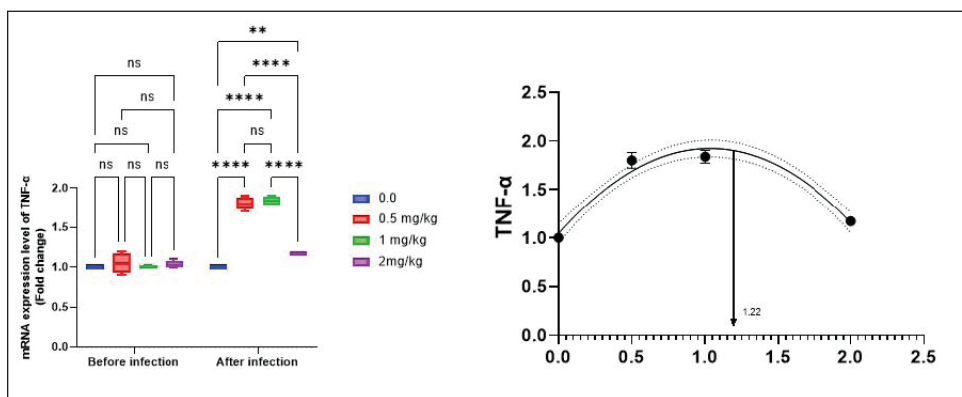 **
ns
****
ns
****
ns
ns
ns
ns
ns
****
****
mRNA expression level of TNF-α
(Fold change)
2.0
1.5
1.0
0.5
0.0
Before infection
After infection
0.0
0.5 mg/kg
1 mg/kg
2mg/kg
TNF-α
2.5
2.0
1.5
1.0
0.5
0.0
1.22
0.0
0.5
1.0
1.5
2.0
2.5